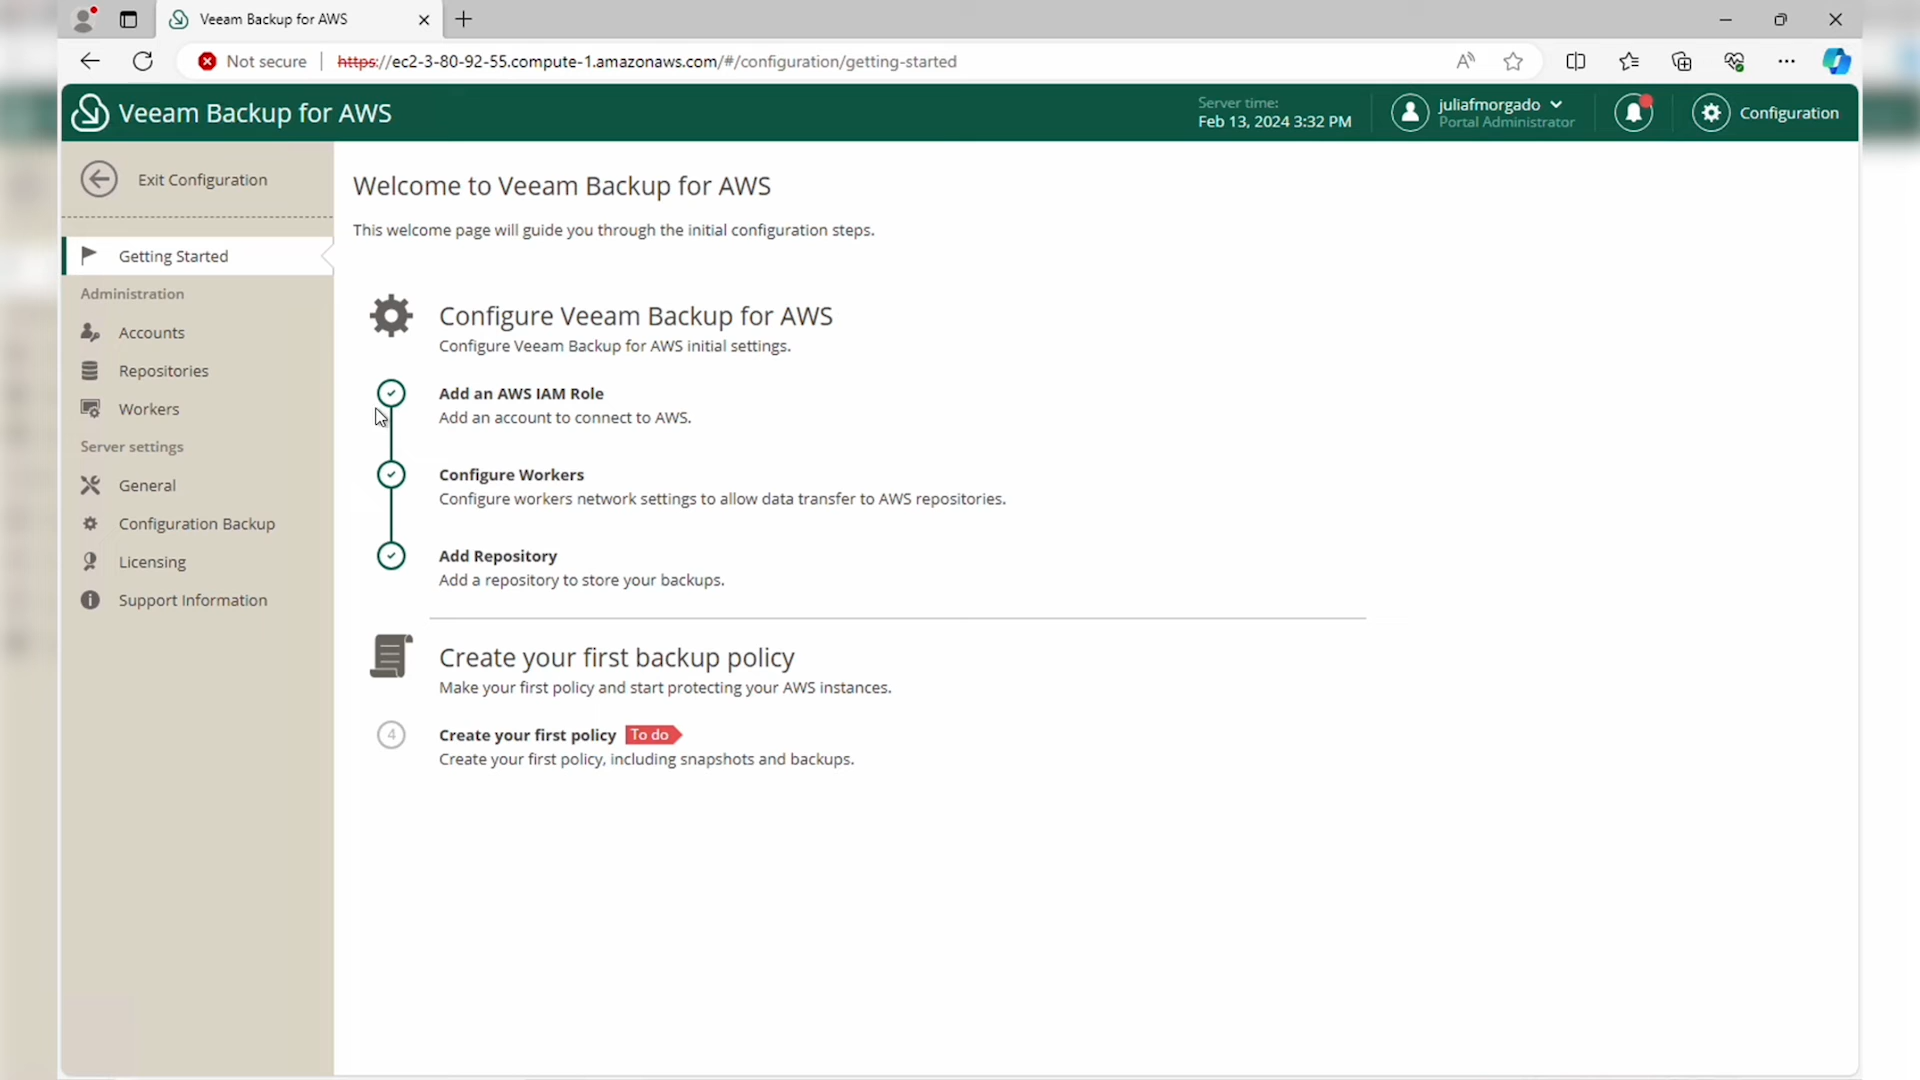 Veeam Backup for AWS
Not secure
https://ec2-3-80-92-55.compute-1.amazonaws.com/#/configuration/getting-started
Veeam Backup for AWS
Server time:
Feb 13, 2024 3:32 PM
juliafmorgado
Portal Administrator
Configuration
Exit Configuration
Getting Started
Administration
Accounts
Repositories
Workers
Server settings
General
Configuration Backup
Licensing
Support Information
Welcome to Veeam Backup for AWS
This welcome page will guide you through the initial configuration steps.
Configure Veeam Backup for AWS
Configure Veeam Backup for AWS initial settings.
Add an AWS IAM Role
Add an account to connect to AWS.
Configure Workers
Configure workers network settings to allow data transfer to AWS repositories.
Add Repository
Add a repository to store your backups.
Create your first backup policy
Make your first policy and start protecting your AWS instances.
4 Create your first policy To do
Create your first policy, including snapshots and backups.